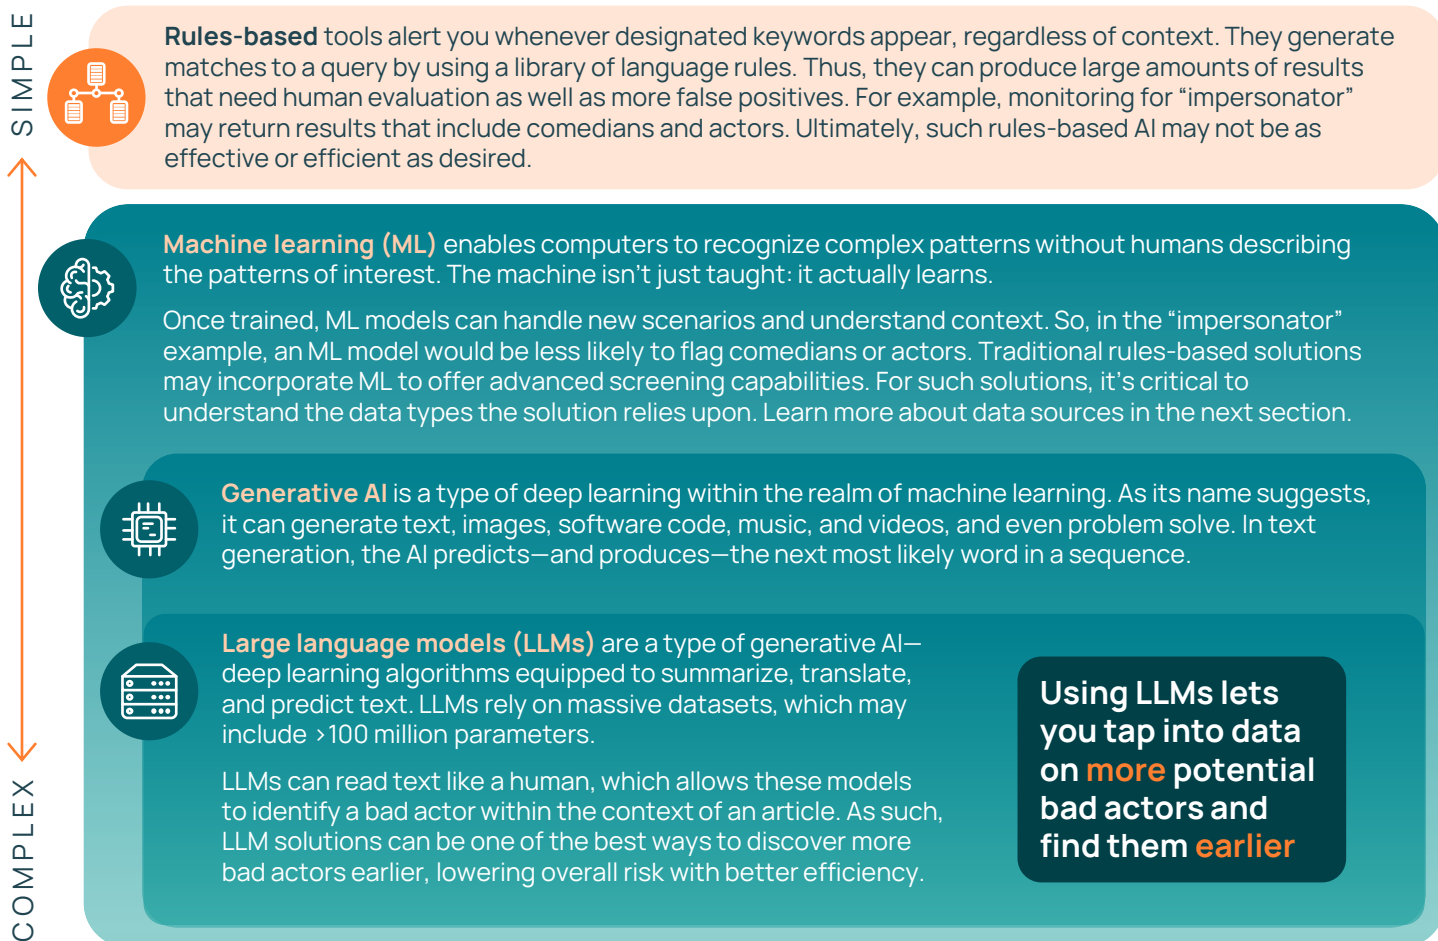 SIMPLE
Rules-based tools alert you whenever designated keywords appear, regardless of context. They generate
matches to a query by using a library of language rules. Thus, they can produce large amounts of results
that need human evaluation as well as more false positives. For example, monitoring for “impersonator”
may return results that include comedians and actors. Ultimately, such rules-based AI may not be as
effective or efficient as desired.
Machine learning (ML) enables computers to recognize complex patterns without humans describing
the patterns of interest. The machine isn’t just taught: it actually learns.
Once trained, ML models can handle new scenarios and understand context. So, in the “impersonator”
example, an ML model would be less likely to flag comedians or actors. Traditional rules-based solutions
may incorporate ML to offer advanced screening capabilities. For such solutions, it’s critical to
understand the data types the solution relies upon. Learn more about data sources in the next section.
Generative AI is a type of deep learning within the realm of machine learning. As its name suggests,
it can generate text, images, software code, music, and videos, and even problem solve. In text
generation, the AI predicts—and produces—the next most likely word in a sequence.
Large language models (LLMs) are a type of generative AI—
deep learning algorithms equipped to summarize, translate,
and predict text. LLMs rely on massive datasets, which may
include >100 million parameters.
LLMs can read text like a human, which allows these models
to identify a bad actor within the context of an article. As such,
LLM solutions can be one of the best ways to discover more
bad actors earlier, lowering overall risk with better efficiency.
Using LLMs lets
you tap into data
on more potential
bad actors and
find them earlier
COMPLEX